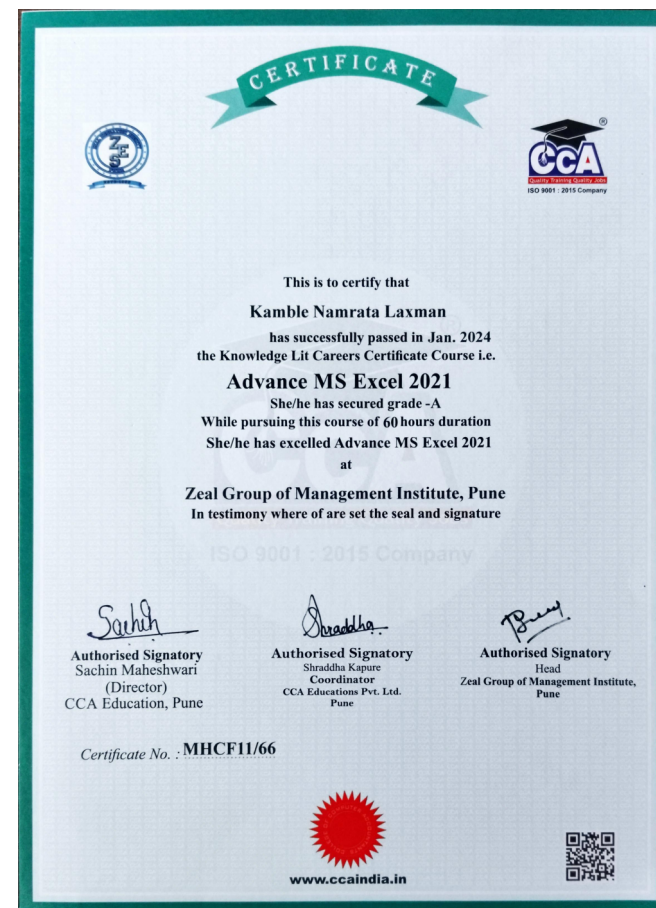 CERTIFICATE
ZES
®
CCA
Quality Training Quality Jobs
ISO 9001 : 2015 Company
This is to certify that
Kamble Namrata Laxman
has successfully passed in Jan. 2024
the Knowledge Lit Careers Certificate Course i.e.
Advance MS Excel 2021
She/he has secured grade -A
While pursuing this course of 60 hours duration
She/he has excelled Advance MS Excel 2021
at
Zeal Group of Management Institute, Pune
In testimony where of are set the seal and signature
CCA
ISO 9001 : 2015 Company
Sachin
Shraddha
Authorised Signatory
Sachin Maheshwari
(Director)
CCA Education, Pune
Authorised Signatory
Shraddha Kapure
Coordinator
CCA Educations Pvt. Ltd.
Pune
Authorised Signatory
Head
Zeal Group of Management Institute,
Pune
Certificate No. : MHCF11/66
www.ccaindia.in